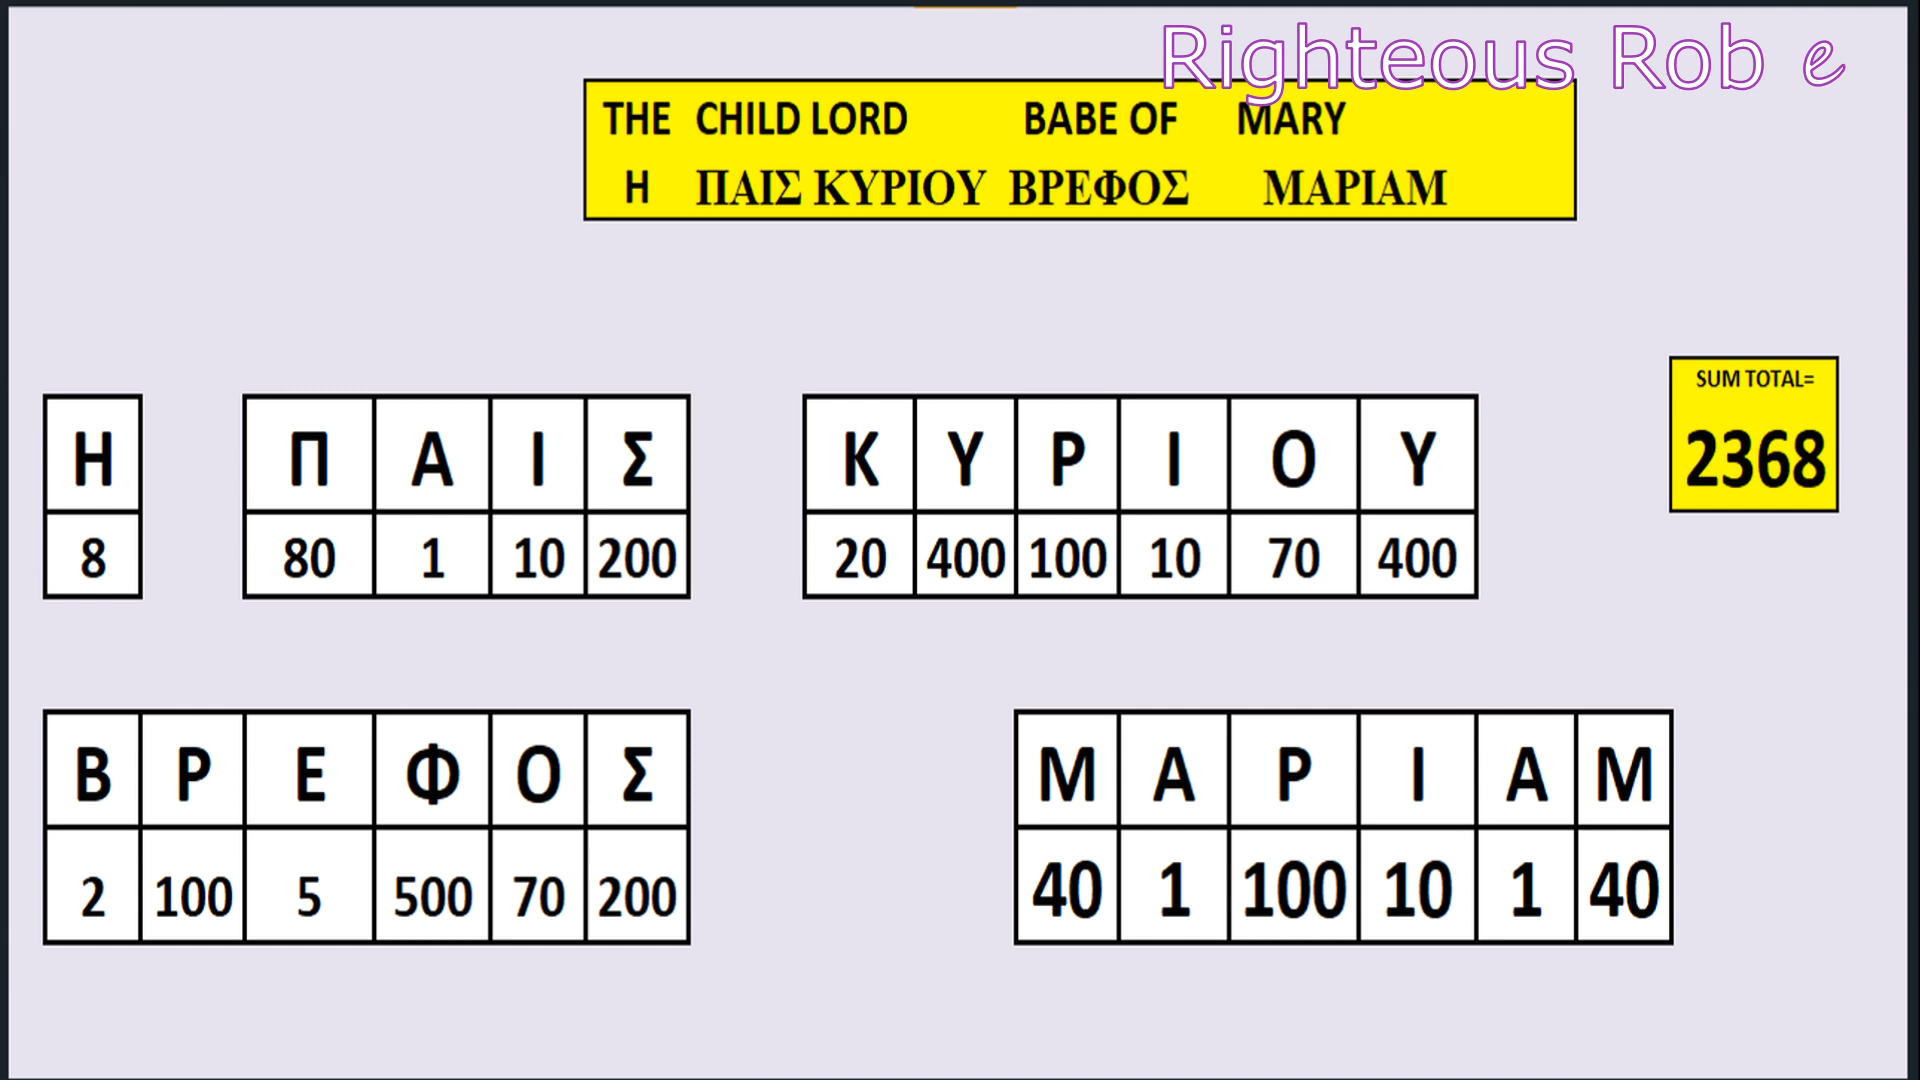 Righteous Rob e
THE CHILD LORD BABE OF MARY
Η ΠΑΙΣ ΚΥΡΙΟΥ ΒΡΕΦΟΣ ΜΑΡΙΑΜ
SUM TOTAL=
2368
Η Π Α Ι Σ Κ Υ Ρ Ι Ο Υ
8 80 1 10 200 20 400 100 10 70 400
Β Ρ Ε Φ Ο Σ Μ Α Ρ Ι Α Μ
2 100 5 500 70 200 40 1 100 10 1 40